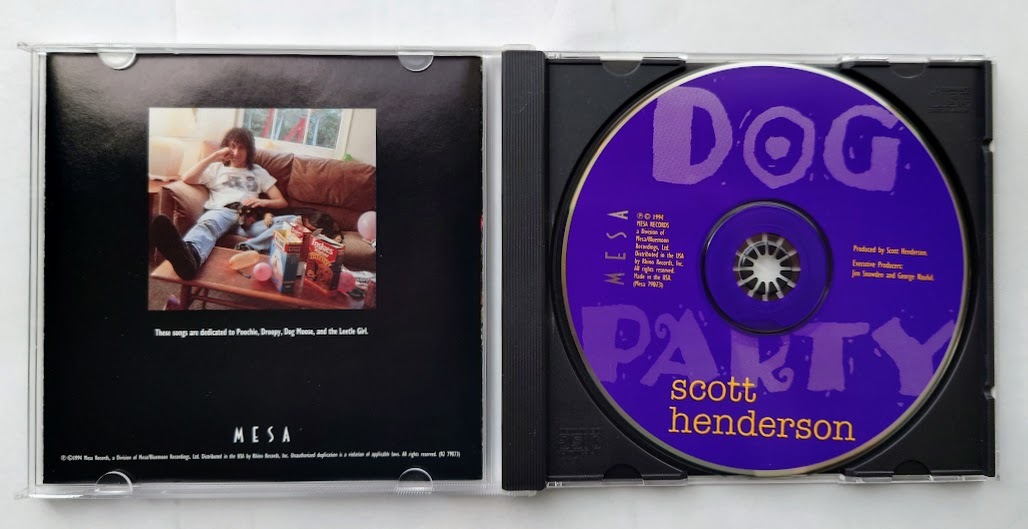 These songs are dedicated to Poochie, Droopy, Dog Moose, and the Leetle Girl.
MESA
℗©1994 Mesa Records, a Division of Mesa/Bluemoon Recordings, Ltd. Distributed in the USA by Rhino Records, Inc. Unauthorized duplication is a violation of applicable laws. All rights reserved. (R2 79073)
DOG
MESA
℗ © 1994
MESA RECORDS
a Division of
Mesa/Bluemoon
Recordings, Ltd.
Distributed in the USA
by Rhino Records, Inc.
All rights reserved.
Made in the USA
(Mesa 79073)
Produced by Scott Henderson.
Executive Producers:
Jim Snowden and George Nauful.
PARTY
scott
henderson